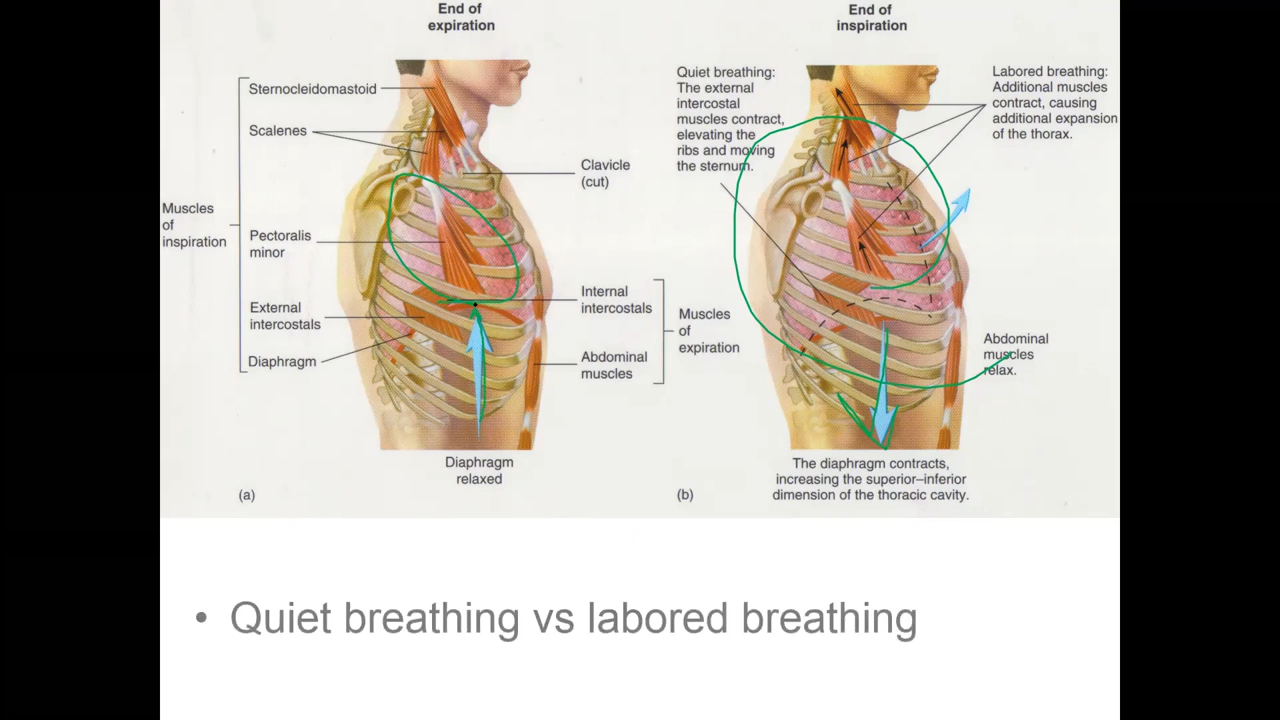 End of
expiration
Sternocleidomastoid
Scalenes
Clavicle
(cut)
Muscles
of
inspiration
Pectoralis
minor
External
intercostals
Diaphragm
Internal
intercostals
Abdominal
muscles
Muscles
of
expiration
Diaphragm
relaxed
(a)
End of
inspiration
Quiet breathing:
The external
intercostal
muscles contract,
elevating the
ribs and moving
the sternum.
Labored breathing:
Additional muscles
contract, causing
additional expansion
of the thorax.
Abdominal
muscles
relax.
The diaphragm contracts,
increasing the superior–inferior
dimension of the thoracic cavity.
(b)
• Quiet breathing vs labored breathing